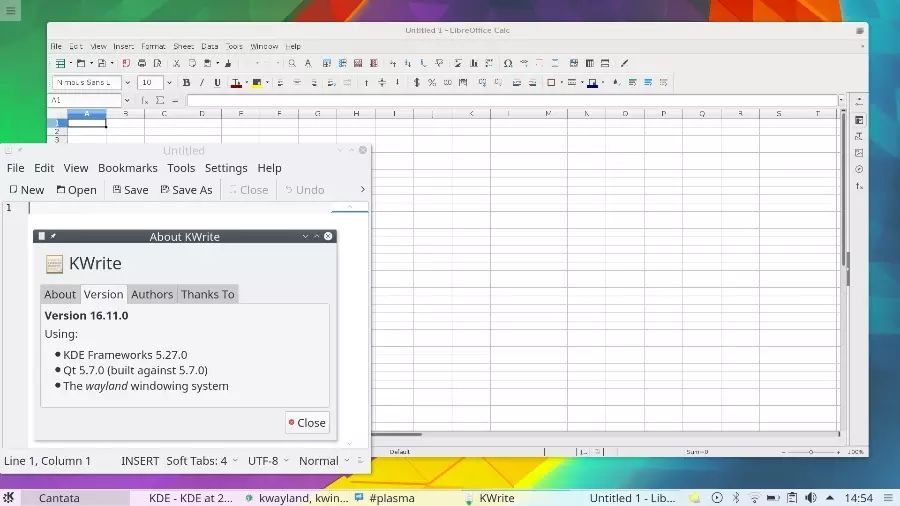 Untitled 1 - LibreOffice Calc
File Edit View Insert Format Sheet Data Tools Window Help
Nimbus Sans L 10
A1
A B C D E F G H I J K L M N O P Q R S T
1
2
3
Untitled
File Edit View Bookmarks Tools Settings Help
New Open Save Save As Close Undo
1
About KWrite
KWrite
About Version Authors Thanks To
Version 16.11.0
Using:
KDE Frameworks 5.27.0
Qt 5.7.0 (built against 5.7.0)
The wayland windowing system
Close
Default Sum=0 100%
Line 1, Column 1 INSERT Soft Tabs: 4 UTF-8 Normal
Cantata KDE - KDE at 2... kwayland, kwin... #plasma KWrite Untitled 1 - Lib... 14:54